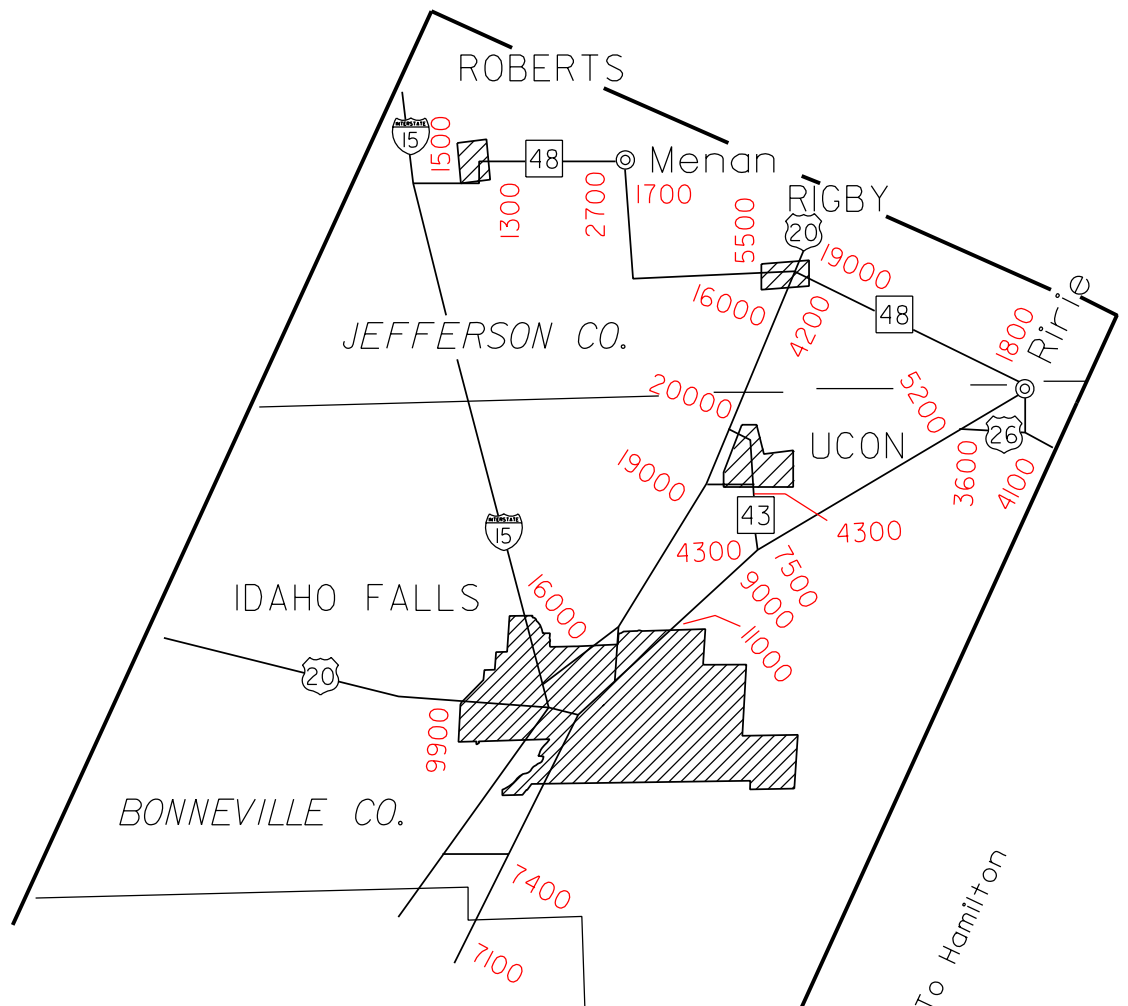 ROBERTS
INTERSTATE
15
1500
48
Menan
1300
2700
1700
RIGBY
5500
20
19000
16000
4200
48
1800
Ririe
JEFFERSON CO.
20000
5200
UCON
26
3600
4100
19000
43
4300
4300
INTERSTATE
15
7500
9000
11000
IDAHO FALLS
16000
20
9900
BONNEVILLE CO.
7400
7100
To Hamilton